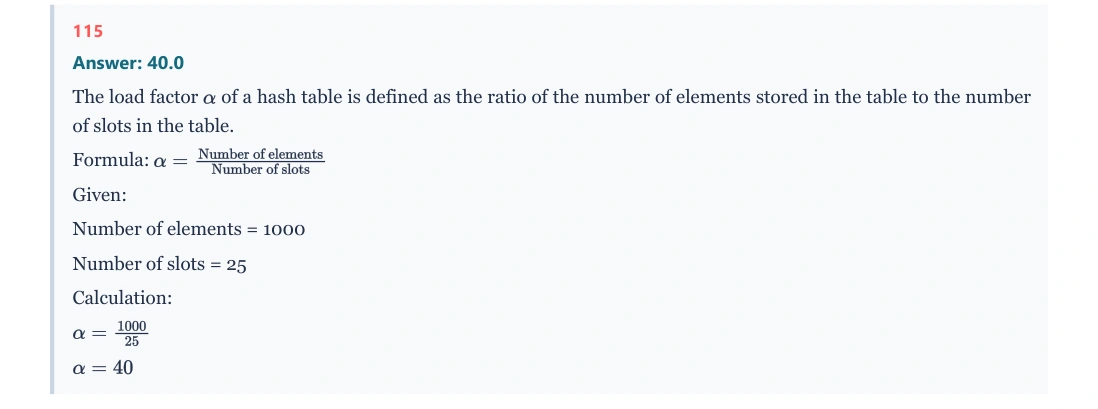 115
Answer: 40.0
The load factor α of a hash table is defined as the ratio of the number of elements stored in the table to the number
of slots in the table.
Formula: α = Number of elements / Number of slots
Given:
Number of elements = 1000
Number of slots = 25
Calculation:
α = 1000 / 25
α = 40